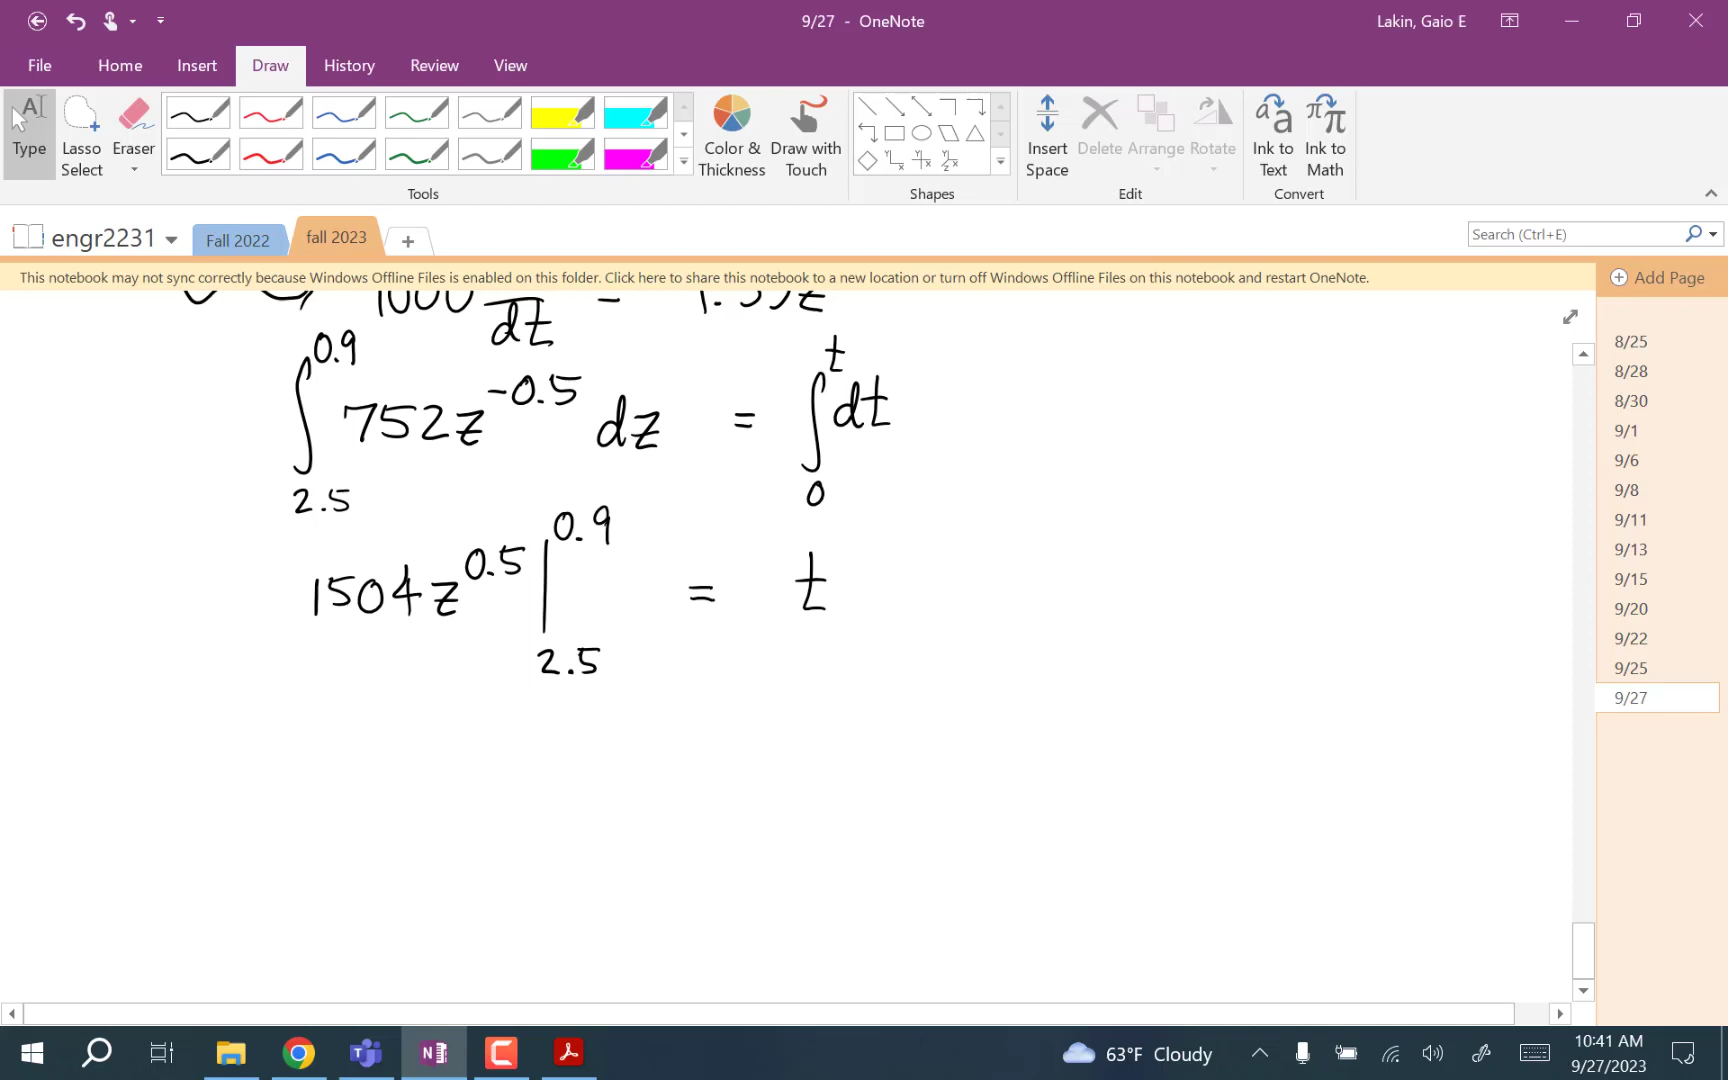 9/27 - OneNote
Lakin, Gaio E
File Home Insert Draw History Review View
Type
Lasso Select
Eraser
Color & Thickness
Draw with Touch
Insert Space
Delete
Arrange
Rotate
Ink to Text
Ink to Math
Tools
Shapes
Edit
Convert
engr2231
Fall 2022
fall 2023
Search (Ctrl+E)
This notebook may not sync correctly because Windows Offline Files is enabled on this folder. Click here to share this notebook to a new location or turn off Windows Offline Files on this notebook and restart OneNote.
Add Page
8/25
8/28
8/30
9/1
9/6
9/8
9/11
9/13
9/15
9/20
9/22
9/25
9/27
∫_{2.5}^{0.9} 752z^{-0.5} dz = ∫_0^t dt
1504z^{0.5} |_{2.5}^{0.9} = t
63°F Cloudy
10:41 AM
9/27/2023